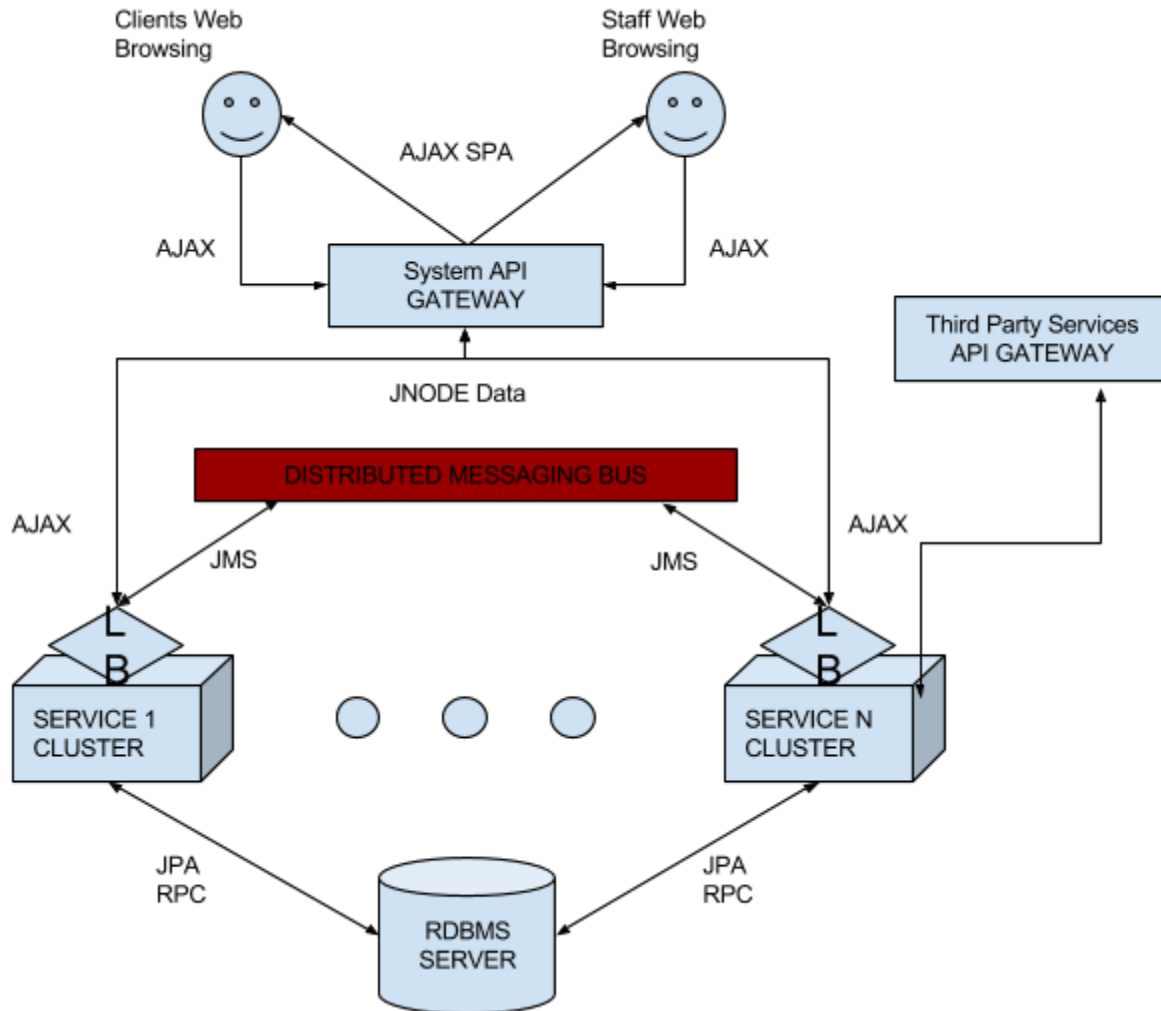 Clients Web
Browsing
Staff Web
Browsing
AJAX SPA
AJAX
AJAX
System API
GATEWAY
Third Party Services
API GATEWAY
JNODE Data
DISTRIBUTED MESSAGING BUS
AJAX
AJAX
JMS
JMS
L
B
L
B
SERVICE 1
CLUSTER
SERVICE N
CLUSTER
JPA
RPC
JPA
RPC
RDBMS
SERVER